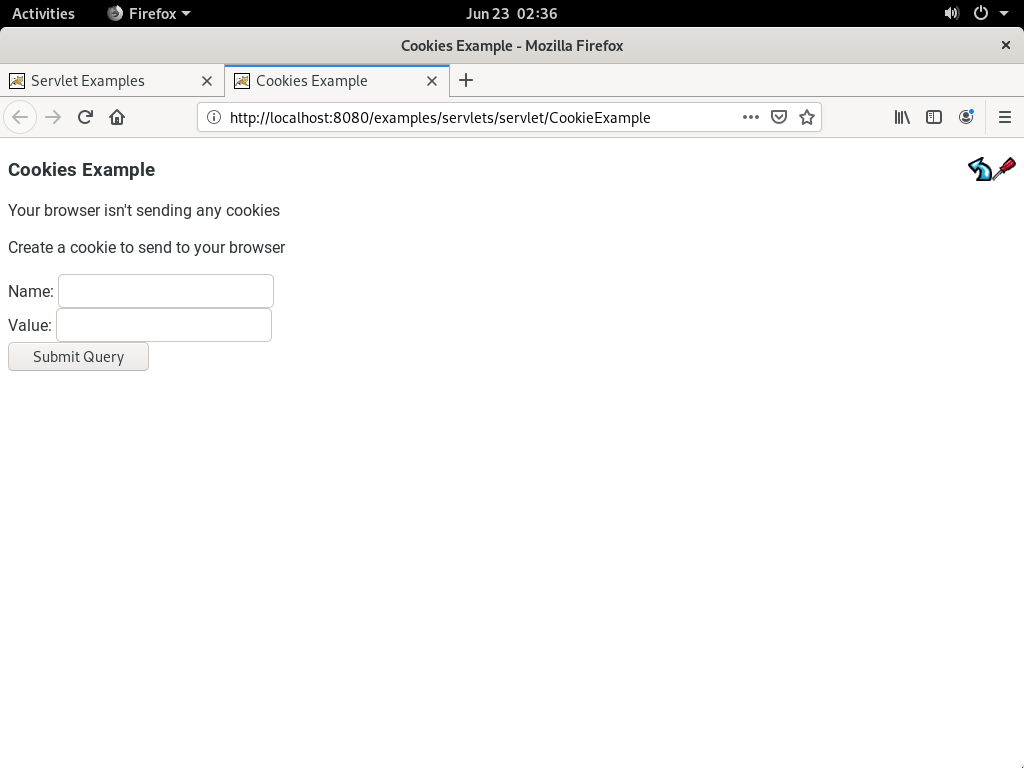 Activities
Firefox
Jun 23 02:36
Cookies Example - Mozilla Firefox
Servlet Examples
Cookies Example
http://localhost:8080/examples/servlets/servlet/CookieExample
Cookies Example
Your browser isn't sending any cookies
Create a cookie to send to your browser
Name:
Value:
Submit Query